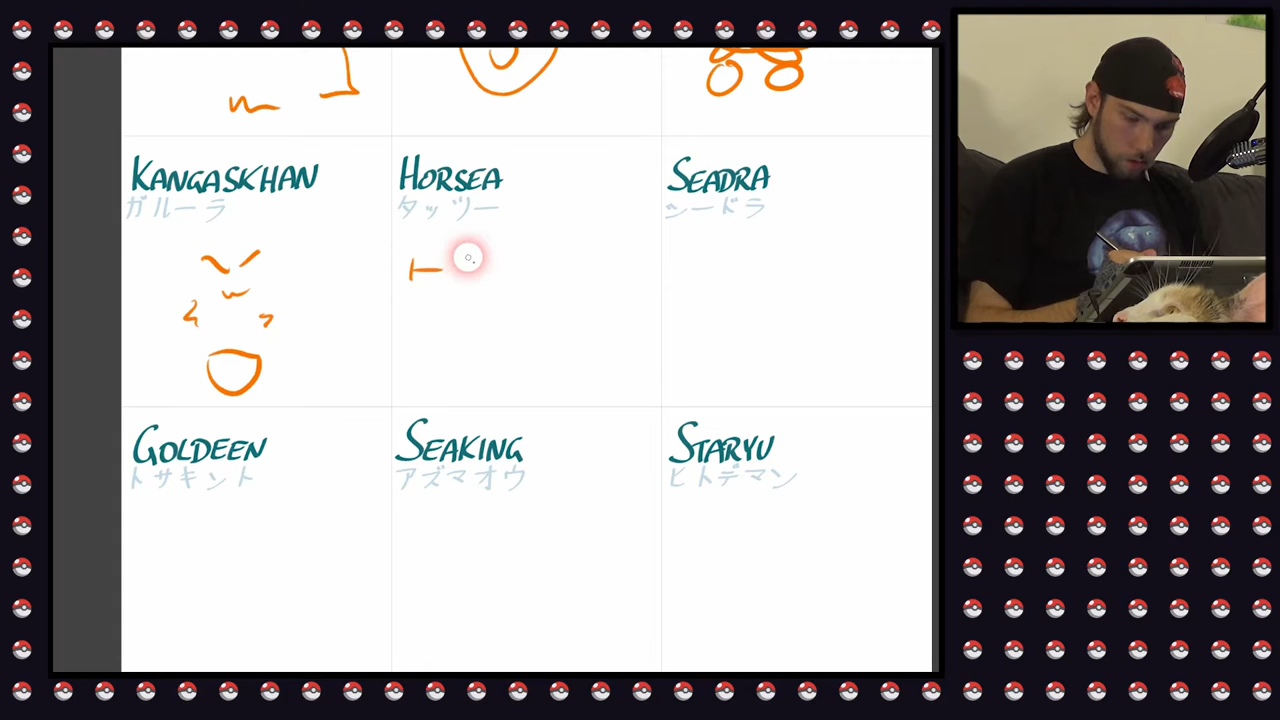 KANGASKHAN
ガルーラ
HORSEA
タッツー
SEADRA
シードラ
GOLDEEN
トサキント
SEAKING
アズマオウ
STARYU
ヒトデマン